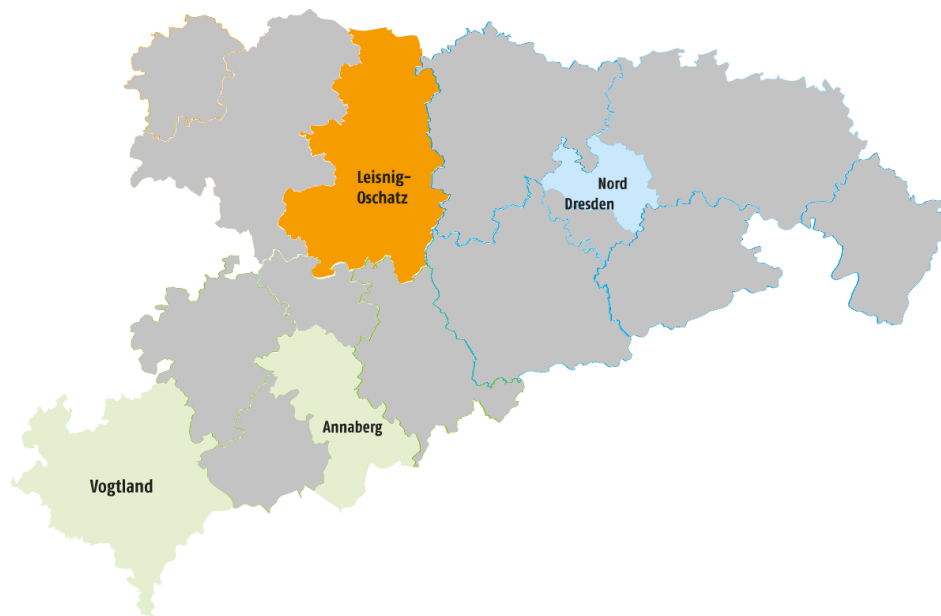 Leisnig-
Oschatz
Nord
Dresden
Annaberg
Vogtland